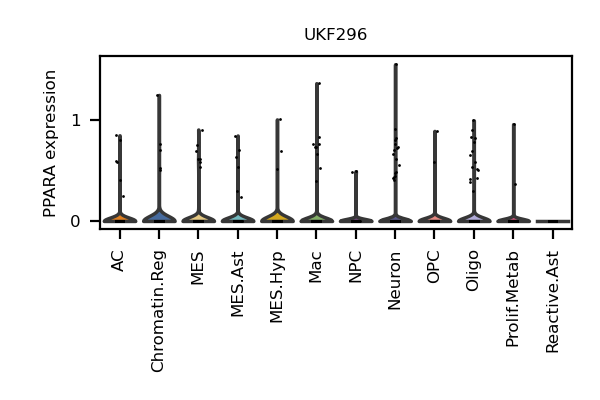 UKF296
PPARA expression
1
0
AC
Chromatin.Reg
MES
MES.Ast
MES.Hyp
Mac
NPC
Neuron
OPC
Oligo
Prolif.Metab
Reactive.Ast